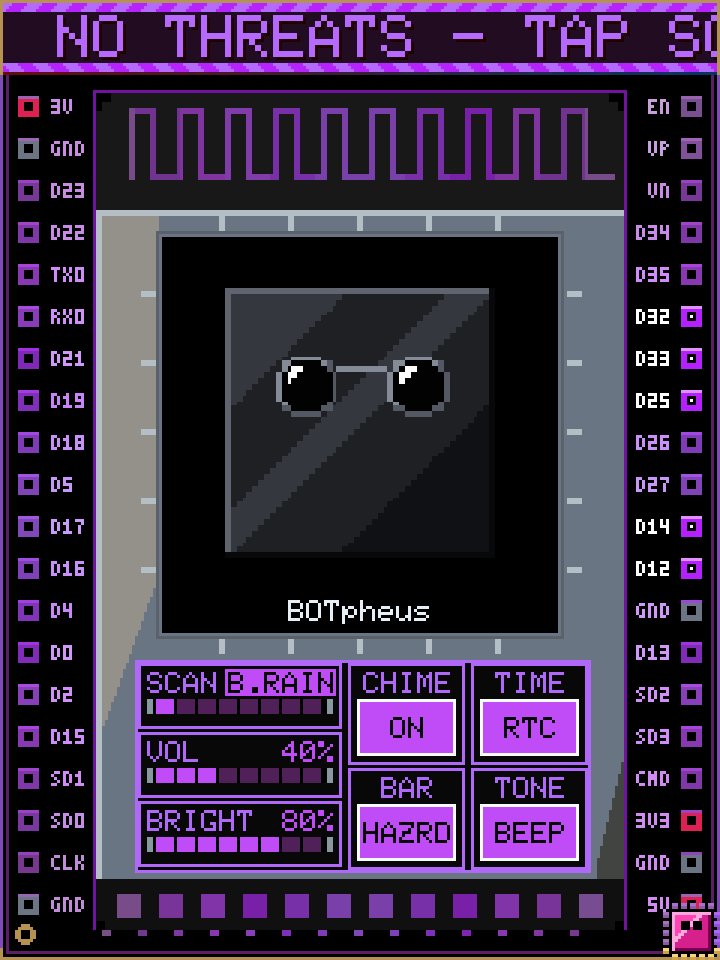 NO THREATS - TAP SC
3V
GND
D23
D22
TX0
RX0
D21
D19
D18
D5
D17
D16
D4
D0
D2
D15
SD1
SD0
CLK
GND
EN
VP
VN
D34
D35
D32
D33
D25
D26
D27
D14
D12
GND
D13
SD2
SD3
CMD
3V3
GND
5V
BOTpheus
SCAN B.RAIN
VOL 40%
BRIGHT 80%
CHIME
ON
TIME
RTC
BAR
HAZRD
TONE
BEEP